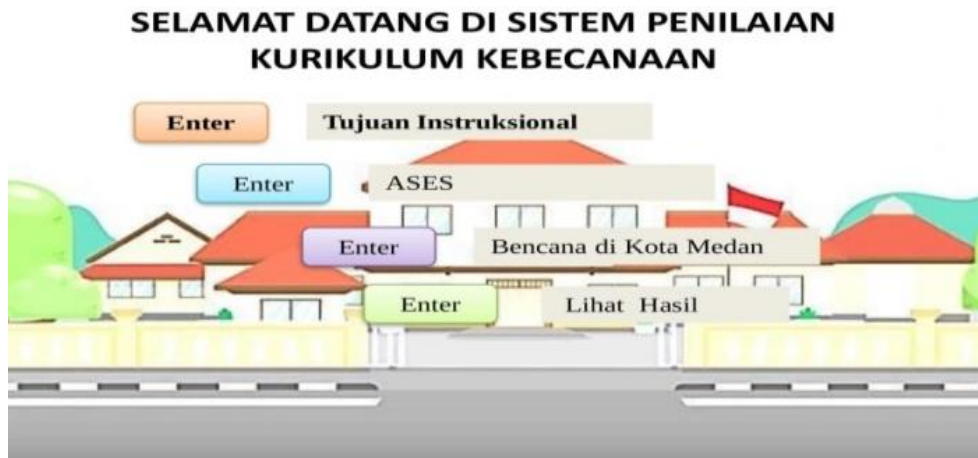 SELAMAT DATANG DI SISTEM PENILAIAN
KURIKULUM KEBECANAAN
Enter Tujuan Instruksional
Enter ASES
Enter Bencana di Kota Medan
Enter Lihat Hasil